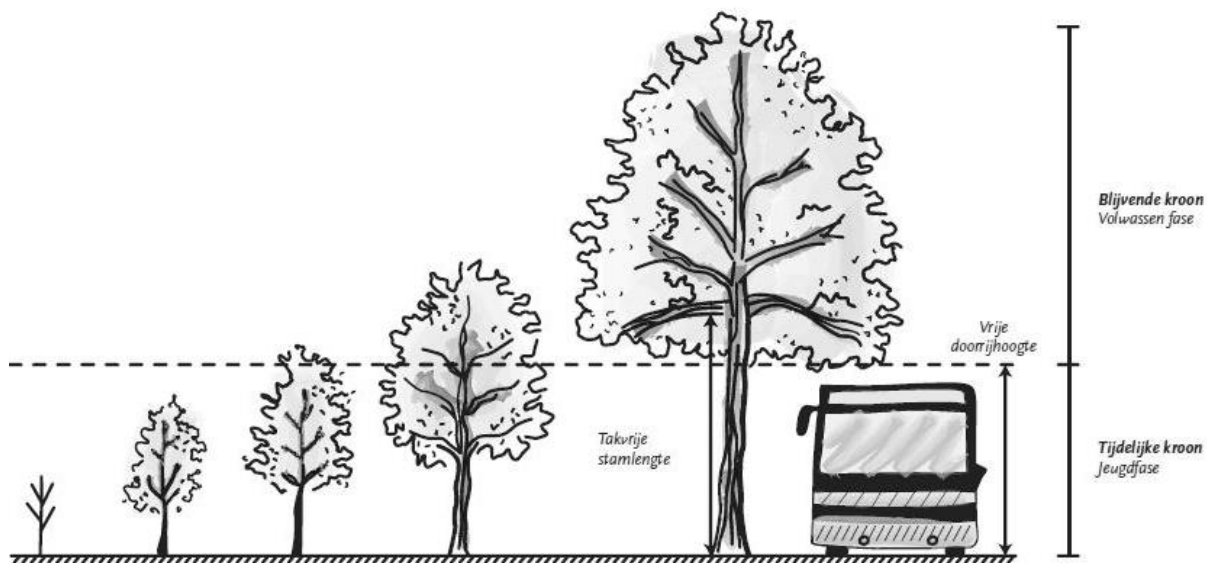 Blijvende kroon
Volwassen fase
Vrije
doorrijhoogte
Takvrije
stamlengte
Tijdelijke kroon
Jeugdfase